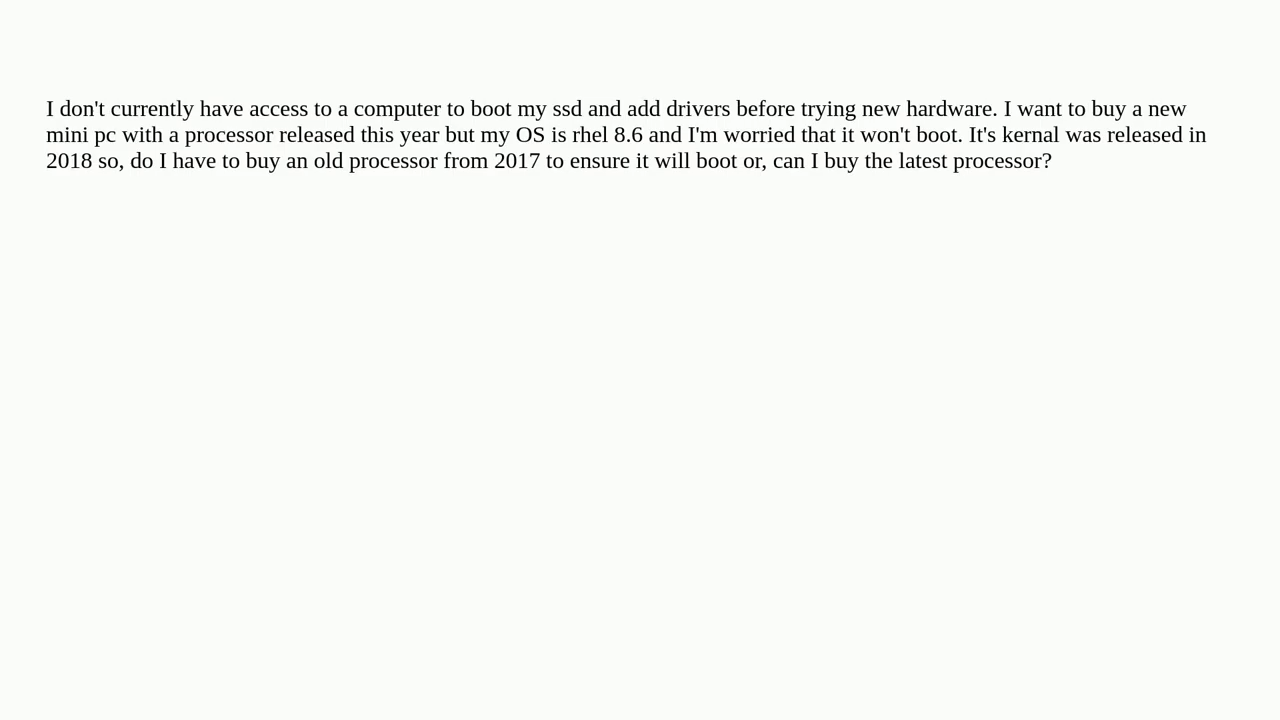 I don't currently have access to a computer to boot my ssd and add drivers before trying new hardware. I want to buy a new
mini pc with a processor released this year but my OS is rhel 8.6 and I'm worried that it won't boot. It's kernal was released in
2018 so, do I have to buy an old processor from 2017 to ensure it will boot or, can I buy the latest processor?